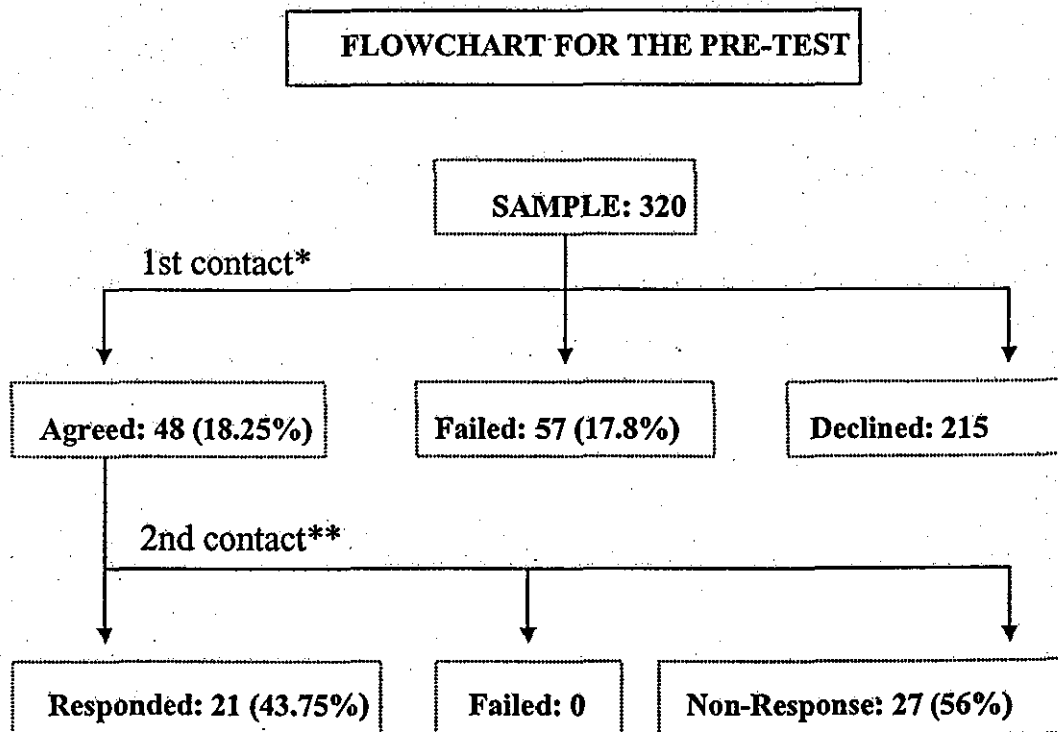 FLOWCHART FOR THE PRE-TEST
SAMPLE: 320
1st contact*
Agreed: 48 (18.25%)
Failed: 57 (17.8%)
Declined: 215
2nd contact**
Responded: 21 (43.75%)
Failed: 0
Non-Response: 27 (56%)